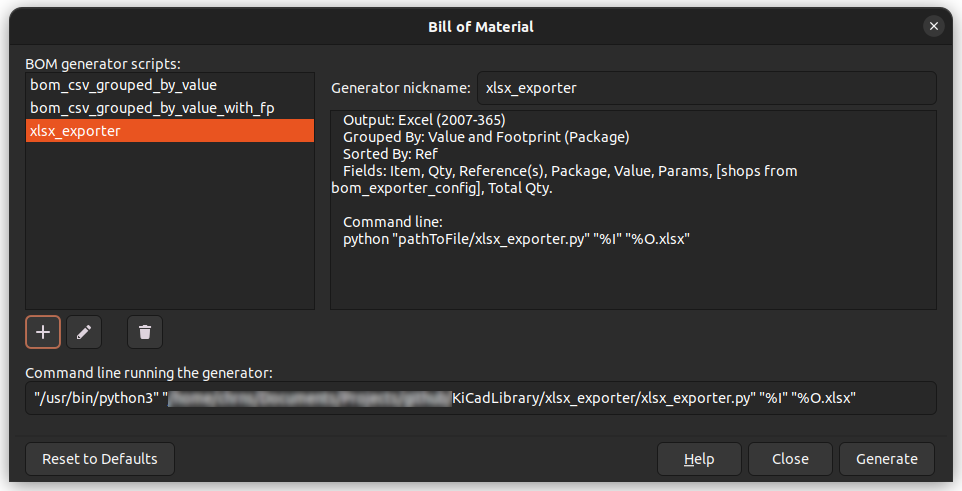 Bill of Material
BOM generator scripts:
bom_csv_grouped_by_value
bom_csv_grouped_by_value_with_fp
xlsx_exporter
Generator nickname: xlsx_exporter
Output: Excel (2007-365)
Grouped By: Value and Footprint (Package)
Sorted By: Ref
Fields: Item, Qty, Reference(s), Package, Value, Params, [shops from
bom_exporter_config], Total Qty.
Command line:
python "pathToFile/xlsx_exporter.py" "%I" "%O.xlsx"
Command line running the generator:
"/usr/bin/python3" " KiCadLibrary/xlsx_exporter/xlsx_exporter.py" "%I" "%O.xlsx"
Reset to Defaults
Help
Close
Generate